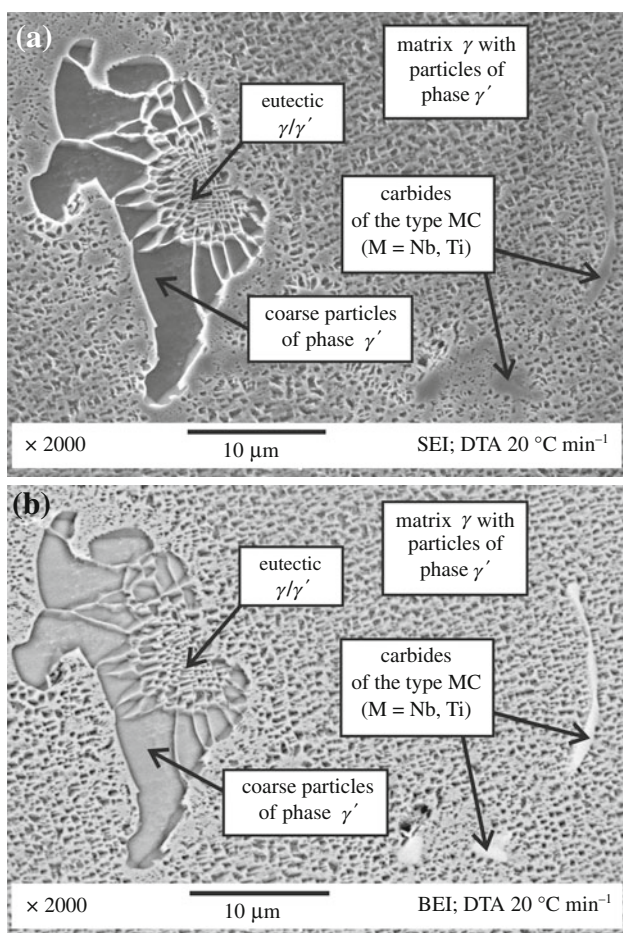 (a)
matrix γ with
particles of
phase γ′
eutectic
γ/γ′
carbides
of the type MC
(M = Nb, Ti)
coarse particles
of phase γ′
× 2000
10 μm
SEI; DTA 20 °C min⁻¹
(b)
matrix γ with
particles of
phase γ′
eutectic
γ/γ′
carbides
of the type MC
(M = Nb, Ti)
coarse particles
of phase γ′
× 2000
10 μm
BEI; DTA 20 °C min⁻¹